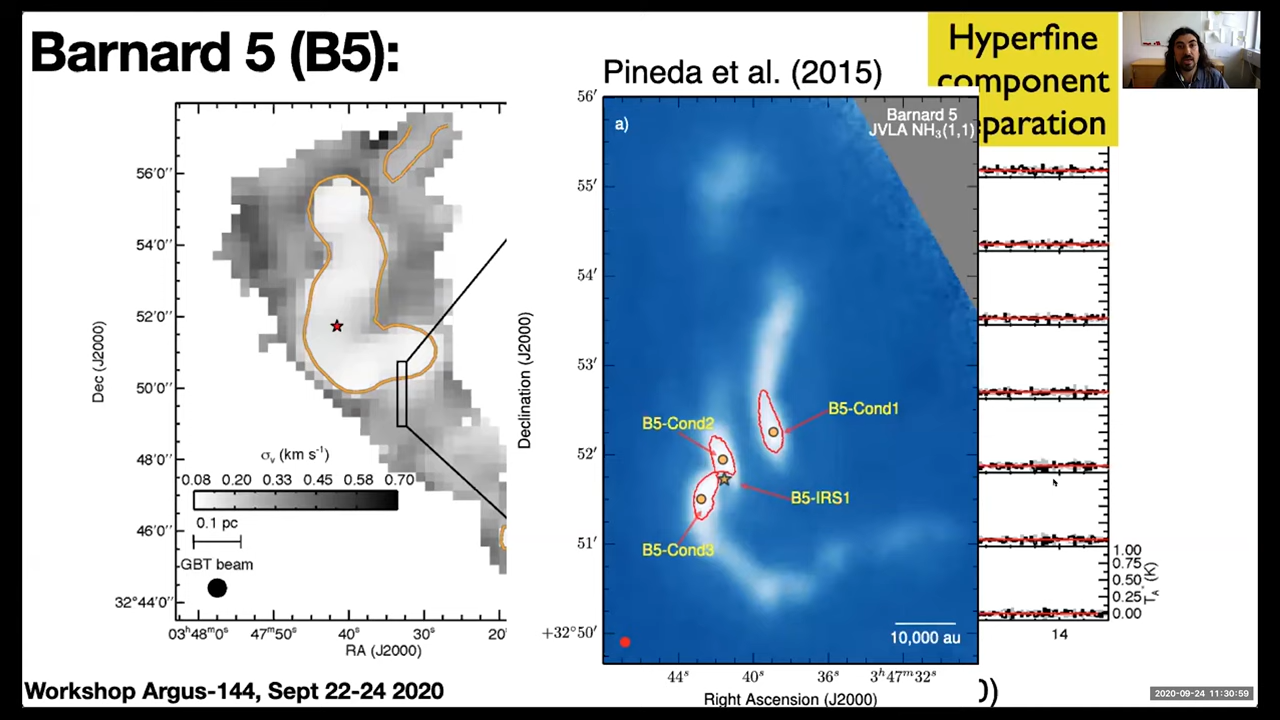 Barnard 5 (B5):
Pineda et al. (2015)
Hyperfine
component
paration
56'0''
54'0''
52'0''
50'0''
48'0''
46'0''
32°44'0''
Dec (J2000)
σv (km s⁻¹)
0.08 0.20 0.33 0.45 0.58 0.70
0.1 pc
GBT beam
03ʰ48ᵐ0ˢ 47ᵐ50ˢ 40ˢ 30ˢ 20ˢ
RA (J2000)
Declination (J2000)
56′
55′
54′
53′
52′
51′
+32°50′
a)
Barnard 5
JVLA NH₃(1,1)
B5-Cond1
B5-Cond2
B5-IRS1
B5-Cond3
10,000 au
44ˢ 40ˢ 36ˢ 3ʰ47ᵐ32ˢ
Right Ascension (J2000)
1.00
0.75
0.50
0.25
0.00
14
Workshop Argus-144, Sept 22-24 2020
0)
2020-09-24 11:30:59